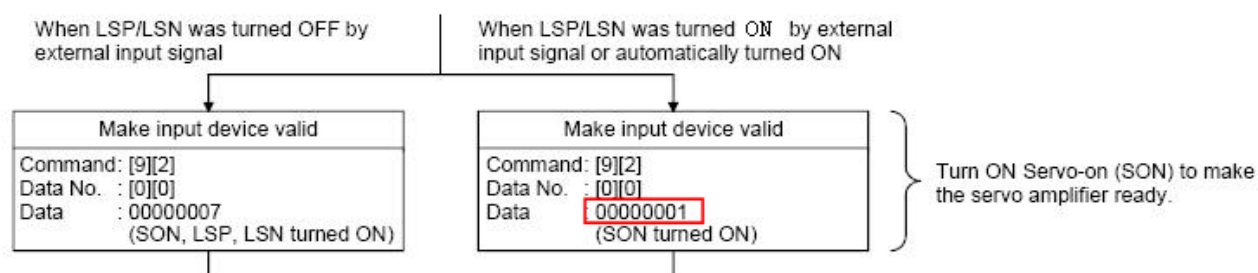 When LSP/LSN was turned OFF by
external input signal
When LSP/LSN was turned ON by external
input signal or automatically turned ON
Make input device valid
Command: [9][2]
Data No. : [0][0]
Data : 00000007
(SON, LSP, LSN turned ON)
Make input device valid
Command: [9][2]
Data No. : [0][0]
Data : 00000001
(SON turned ON)
Turn ON Servo-on (SON) to make
the servo amplifier ready.